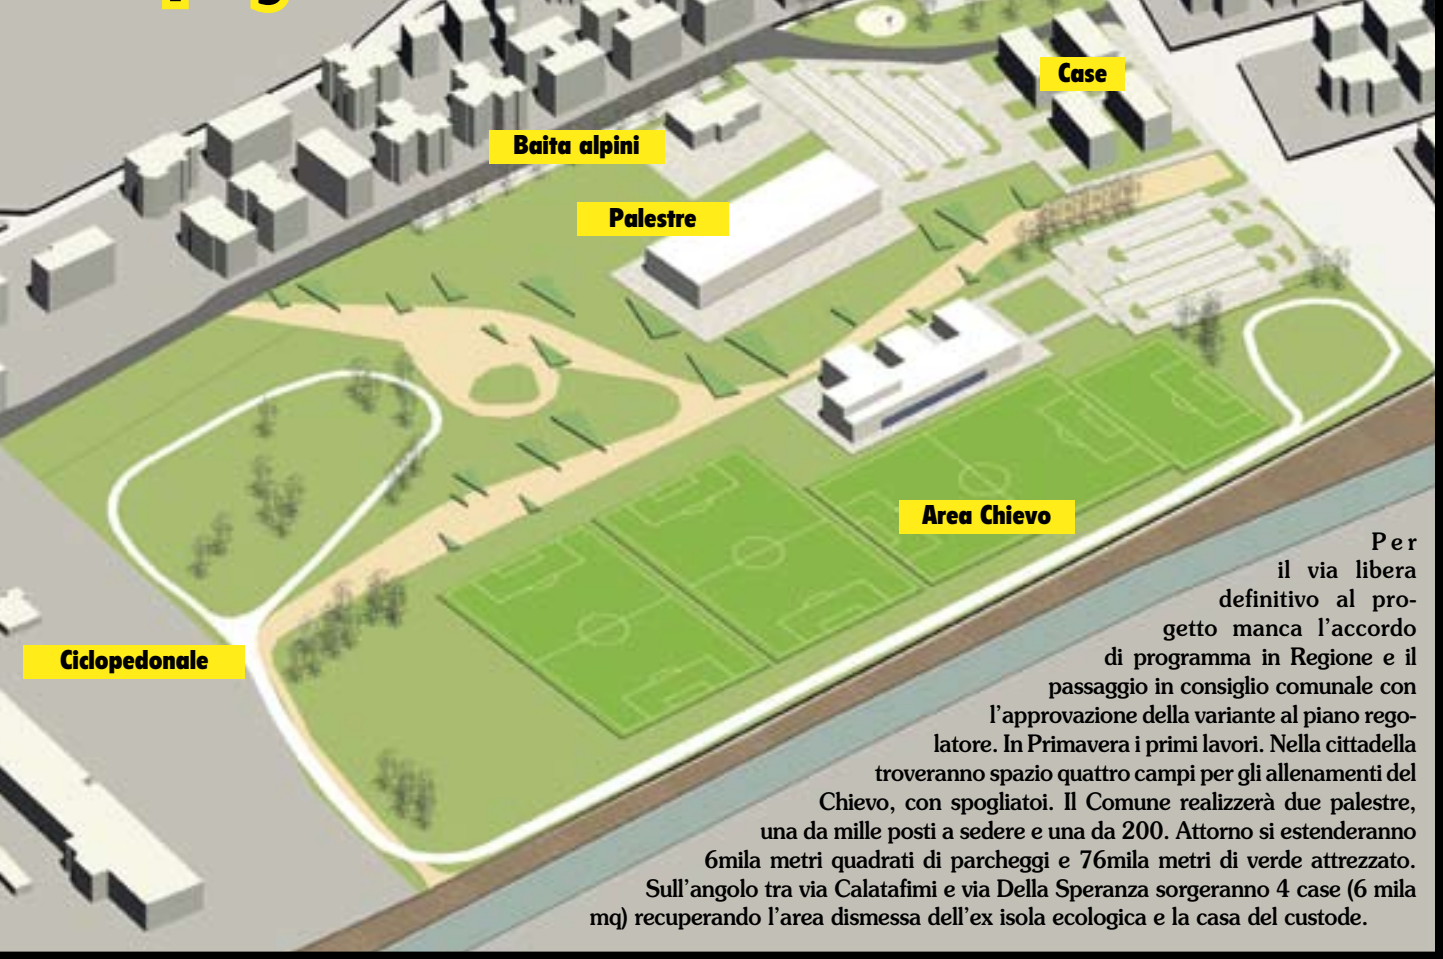 Case
Baita alpini
Palestre
Area Chievo
Ciclopedonale
Per
il via libera
definitivo al pro-
getto manca l'accordo
di programma in Regione e il
passaggio in consiglio comunale con
l'approvazione della variante al piano rego-
latore. In Primavera i primi lavori. Nella cittadella
troveranno spazio quattro campi per gli allenamenti del
Chievo, con spogliatoi. Il Comune realizzerà due palestre,
una da mille posti a sedere e una da 200. Attorno si estenderanno
6mila metri quadrati di parcheggi e 76mila metri di verde attrezzato.
Sull'angolo tra via Calatafimi e via Della Speranza sorgeranno 4 case (6 mila
mq) recuperando l'area dismessa dell'ex isola ecologica e la casa del custode.